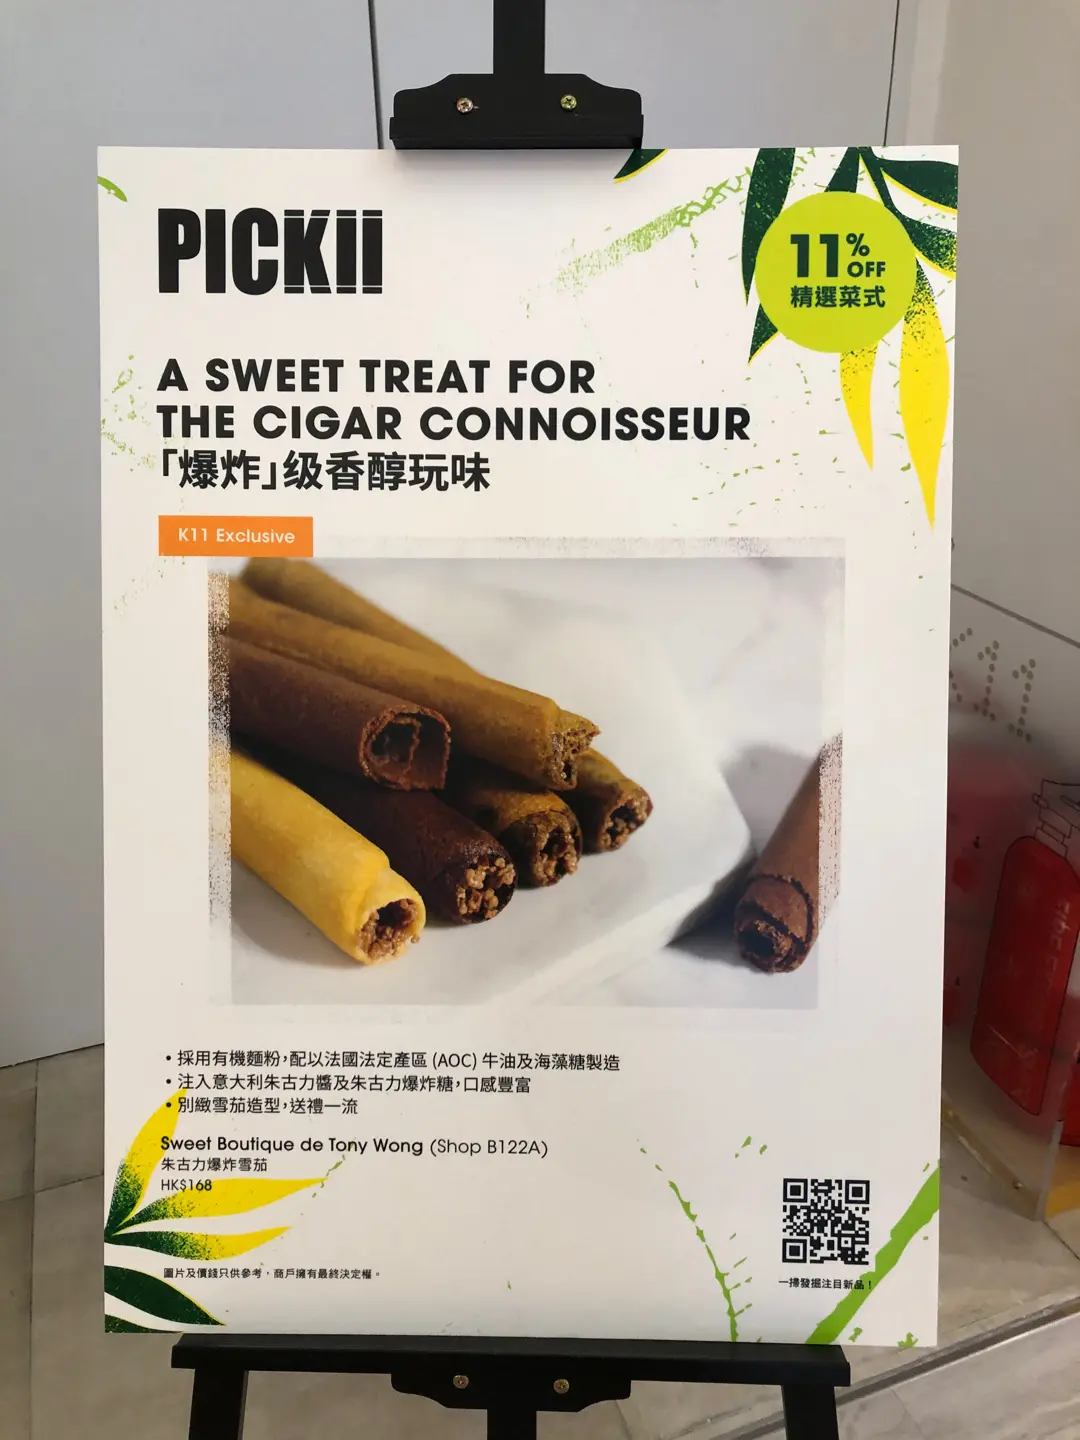 PICKII
11% OFF
精選菜式
A SWEET TREAT FOR
THE CIGAR CONNOISSEUR
「爆炸」级香醇玩味
K11 Exclusive
K11
• 採用有機麵粉，配以法國法定產區 (AOC) 牛油及海藻糖製造
• 注入意大利朱古力醬及朱古力爆炸糖，口感豐富
• 別緻雪茄造型，送禮一流
Sweet Boutique de Tony Wong (Shop B122A)
朱古力爆炸雪茄
HK$168
圖片及價錢只供參考，商戶擁有最終決定權。
一掃發掘注目新品！